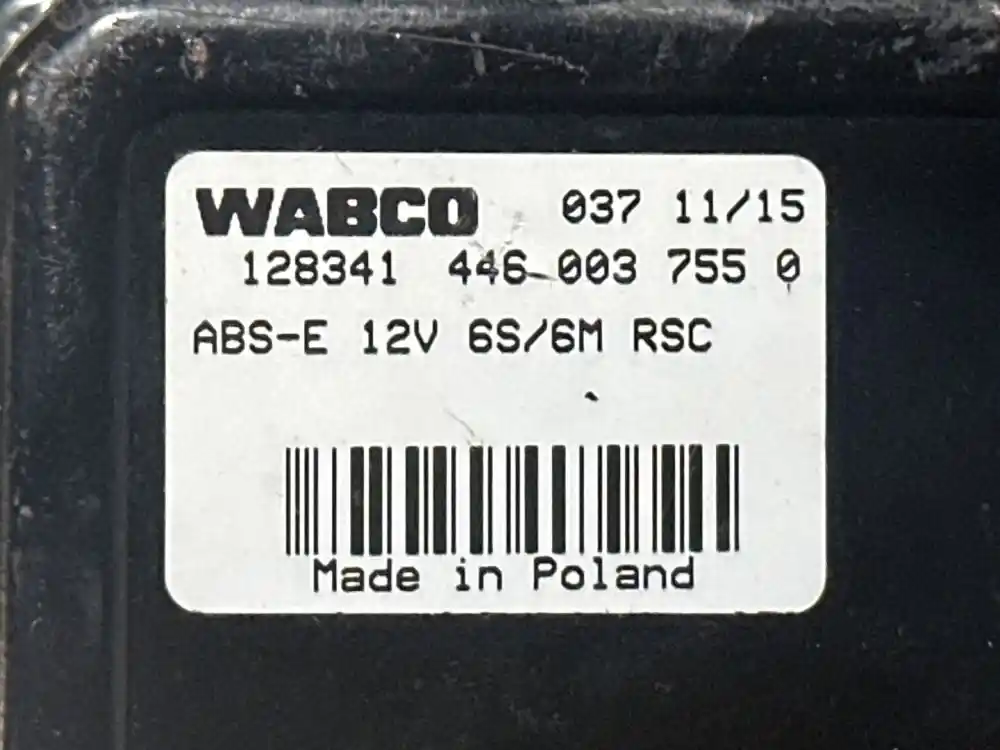 WABCO 037 11/15
128341 446 003 755 0
ABS-E 12V 6S/6M RSC
Made in Poland